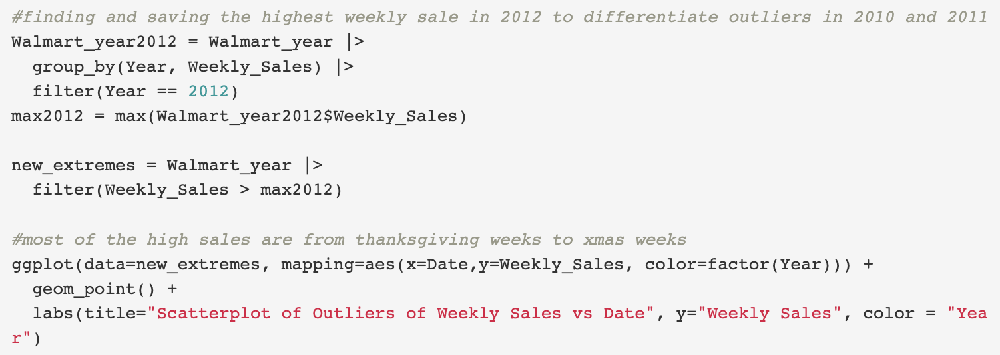 #finding and saving the highest weekly sale in 2012 to differentiate outliers in 2010 and 2011
Walmart_year2012 = Walmart_year |>
  group_by(Year, Weekly_Sales) |>
  filter(Year == 2012)
max2012 = max(Walmart_year2012$Weekly_Sales)

new_extremes = Walmart_year |>
  filter(Weekly_Sales > max2012)

#most of the high sales are from thanksgiving weeks to xmas weeks
ggplot(data=new_extremes, mapping=aes(x=Date,y=Weekly_Sales, color=factor(Year))) +
  geom_point() +
  labs(title="Scatterplot of Outliers of Weekly Sales vs Date", y="Weekly Sales", color = "Yea
r")